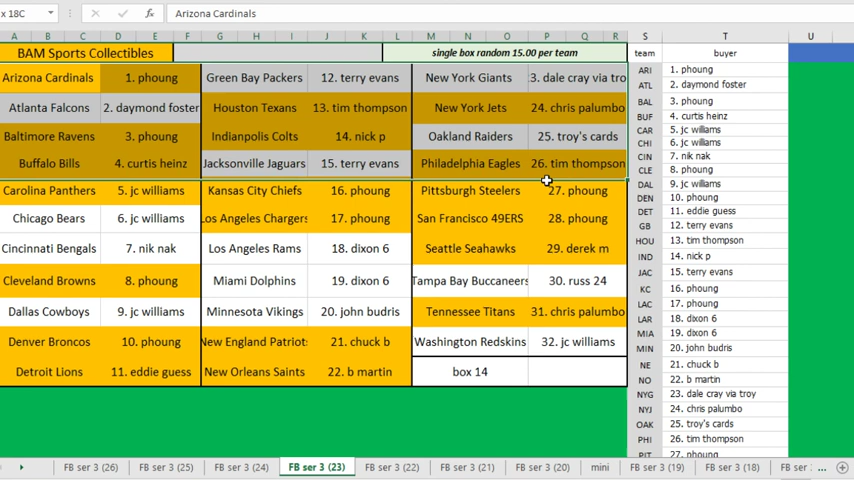 x 18C fx Arizona Cardinals
A B C D E F G H I J K L M N O P Q R S T U
BAM Sports Collectibles single box random 15.00 per team team buyer
Arizona Cardinals 1. phoung Green Bay Packers 12. terry evans New York Giants 3. dale cray via tro
Atlanta Falcons 2. daymond foster Houston Texans 13. tim thompson New York Jets 24. chris palumbo
Baltimore Ravens 3. phoung Indianpolis Colts 14. nick p Oakland Raiders 25. troy's cards
Buffalo Bills 4. curtis heinz Jacksonville Jaguars 15. terry evans Philadelphia Eagles 26. tim thompson
Carolina Panthers 5. jc williams Kansas City Chiefs 16. phoung Pittsburgh Steelers 27. phoung
Chicago Bears 6. jc williams Los Angeles Chargers 17. phoung San Francisco 49ERS 28. phoung
Cincinnati Bengals 7. nik nak Los Angeles Rams 18. dixon 6 Seattle Seahawks 29. derek m
Cleveland Browns 8. phoung Miami Dolphins 19. dixon 6 Tampa Bay Buccaneers 30. russ 24
Dallas Cowboys 9. jc williams Minnesota Vikings 20. john budris Tennessee Titans 31. chris palumbo
Denver Broncos 10. phoung New England Patriots 21. chuck b Washington Redskins 32. jc williams
Detroit Lions 11. eddie guess New Orleans Saints 22. b martin box 14
ARI 1. phoung
ATL 2. daymond foster
BAL 3. phoung
BUF 4. curtis heinz
CAR 5. jc williams
CHI 6. jc williams
CIN 7. nik nak
CLE 8. phoung
DAL 9. jc williams
DEN 10. phoung
DET 11. eddie guess
GB 12. terry evans
HOU 13. tim thompson
IND 14. nick p
JAC 15. terry evans
KC 16. phoung
LAC 17. phoung
LAR 18. dixon 6
MIA 19. dixon 6
MIN 20. john budris
NE 21. chuck b
NO 22. b martin
NYG 23. dale cray via troy
NYJ 24. chris palumbo
OAK 25. troy's cards
PHI 26. tim thompson
PIT 27. phoung
FB ser 3 (26) FB ser 3 (25) FB ser 3 (24) FB ser 3 (23) FB ser 3 (22) FB ser 3 (21) FB ser 3 (20) mini FB ser 3 (19) FB ser 3 (18) FB ser ...